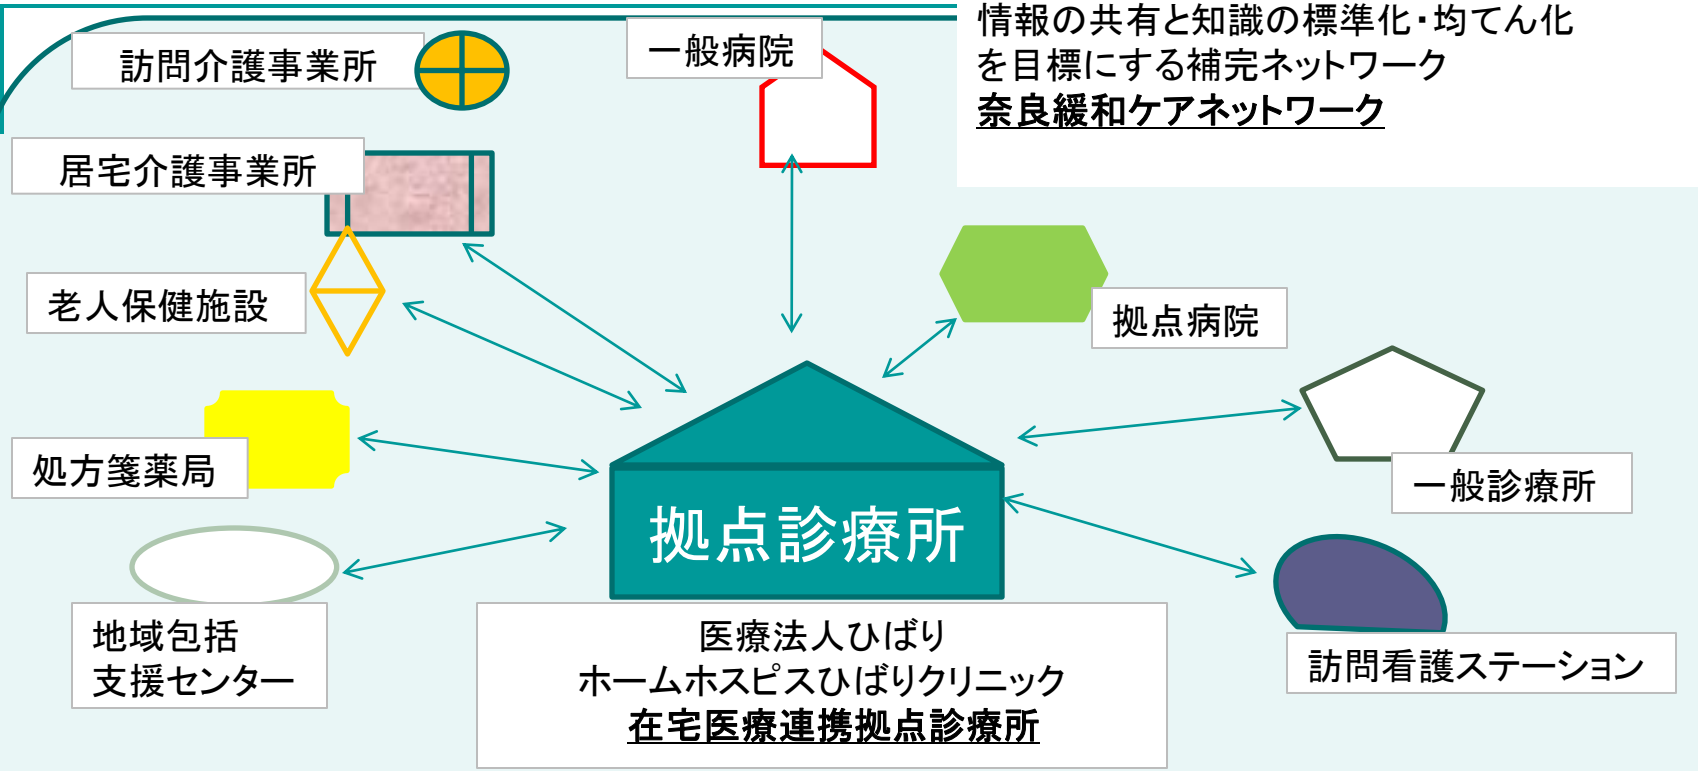 情報の共有と知識の標準化・均てん化
を目標にする補完ネットワーク
奈良緩和ケアネットワーク
訪問介護事業所
一般病院
居宅介護事業所
老人保健施設
拠点病院
処方箋薬局
一般診療所
拠点診療所
地域包括
支援センター
訪問看護ステーション
医療法人ひばり
ホームホスピスひばりクリニック
在宅医療連携拠点診療所